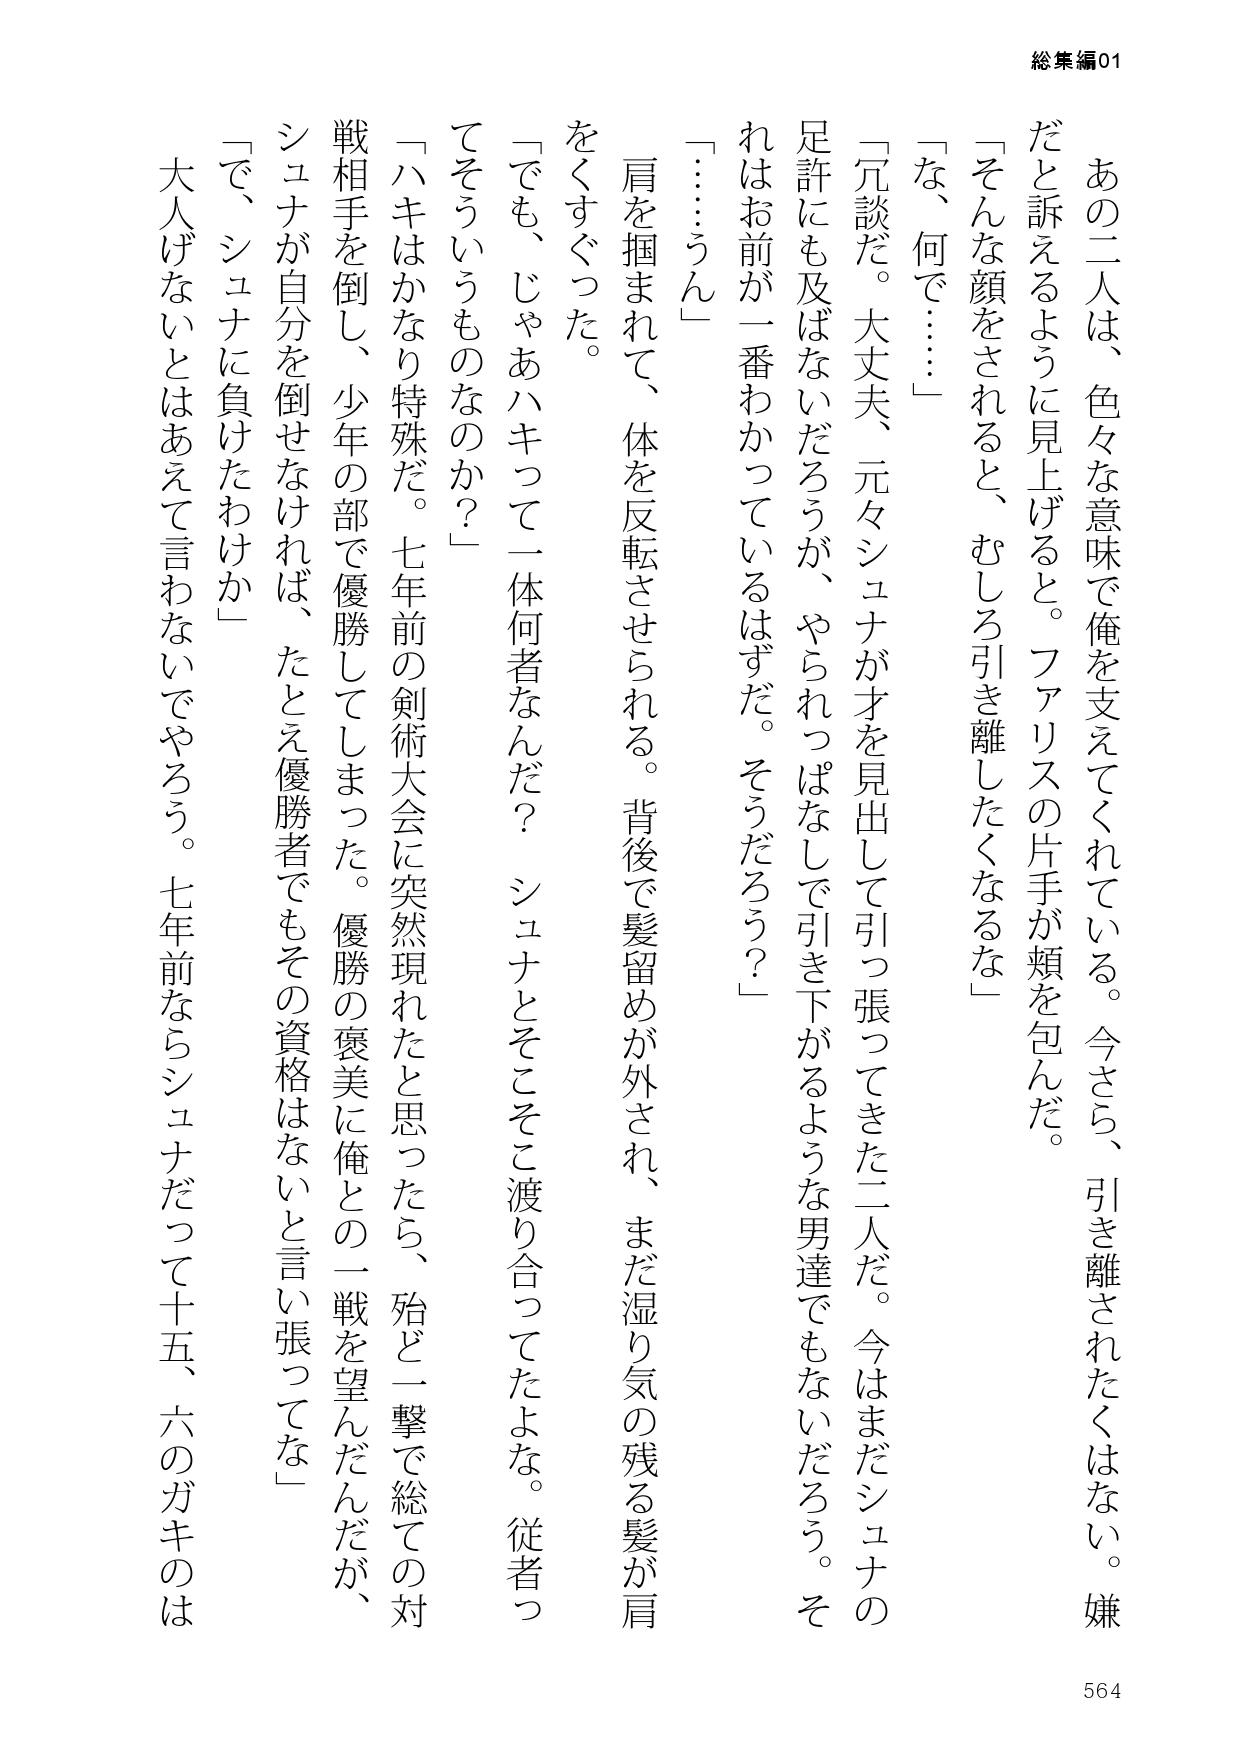 総集編01
あの二人は、色々な意味で俺を支えてくれている。今さら、引き離されたくはない。嫌
だと訴えるように見上げると。ファリスの片手が頬を包んだ。
「そんな顔をされると、むしろ引き離したくなるな」
「な、何で……」
「冗談だ。大丈夫、元々シュナが才を見出して引っ張ってきた二人だ。今はまだシュナの
足許にも及ばないだろうが、やられっぱなしで引き下がるような男達でもないだろう。そ
れはお前が一番わかっているはずだ。そうだろう？」
「……うん」
肩を掴まれて、体を反転させられる。背後で髪留めが外され、まだ湿り気の残る髪が肩
をくすぐった。
「でも、じゃあハキって一体何者なんだ？　シュナとそこそこ渡り合ってたよな。従者っ
てそういうものなのか？」
「ハキはかなり特殊だ。七年前の剣術大会に突然現れたと思ったら、殆ど一撃で総ての対
戦相手を倒し、少年の部で優勝してしまった。優勝の褒美に俺との一戦を望んだんだが、
シュナが自分を倒せなければ、たとえ優勝者でもその資格はないと言い張ってな」
「で、シュナに負けたわけか」
大人げないとはあえて言わないでやろう。七年前ならシュナだって十五、六のガキのは
564